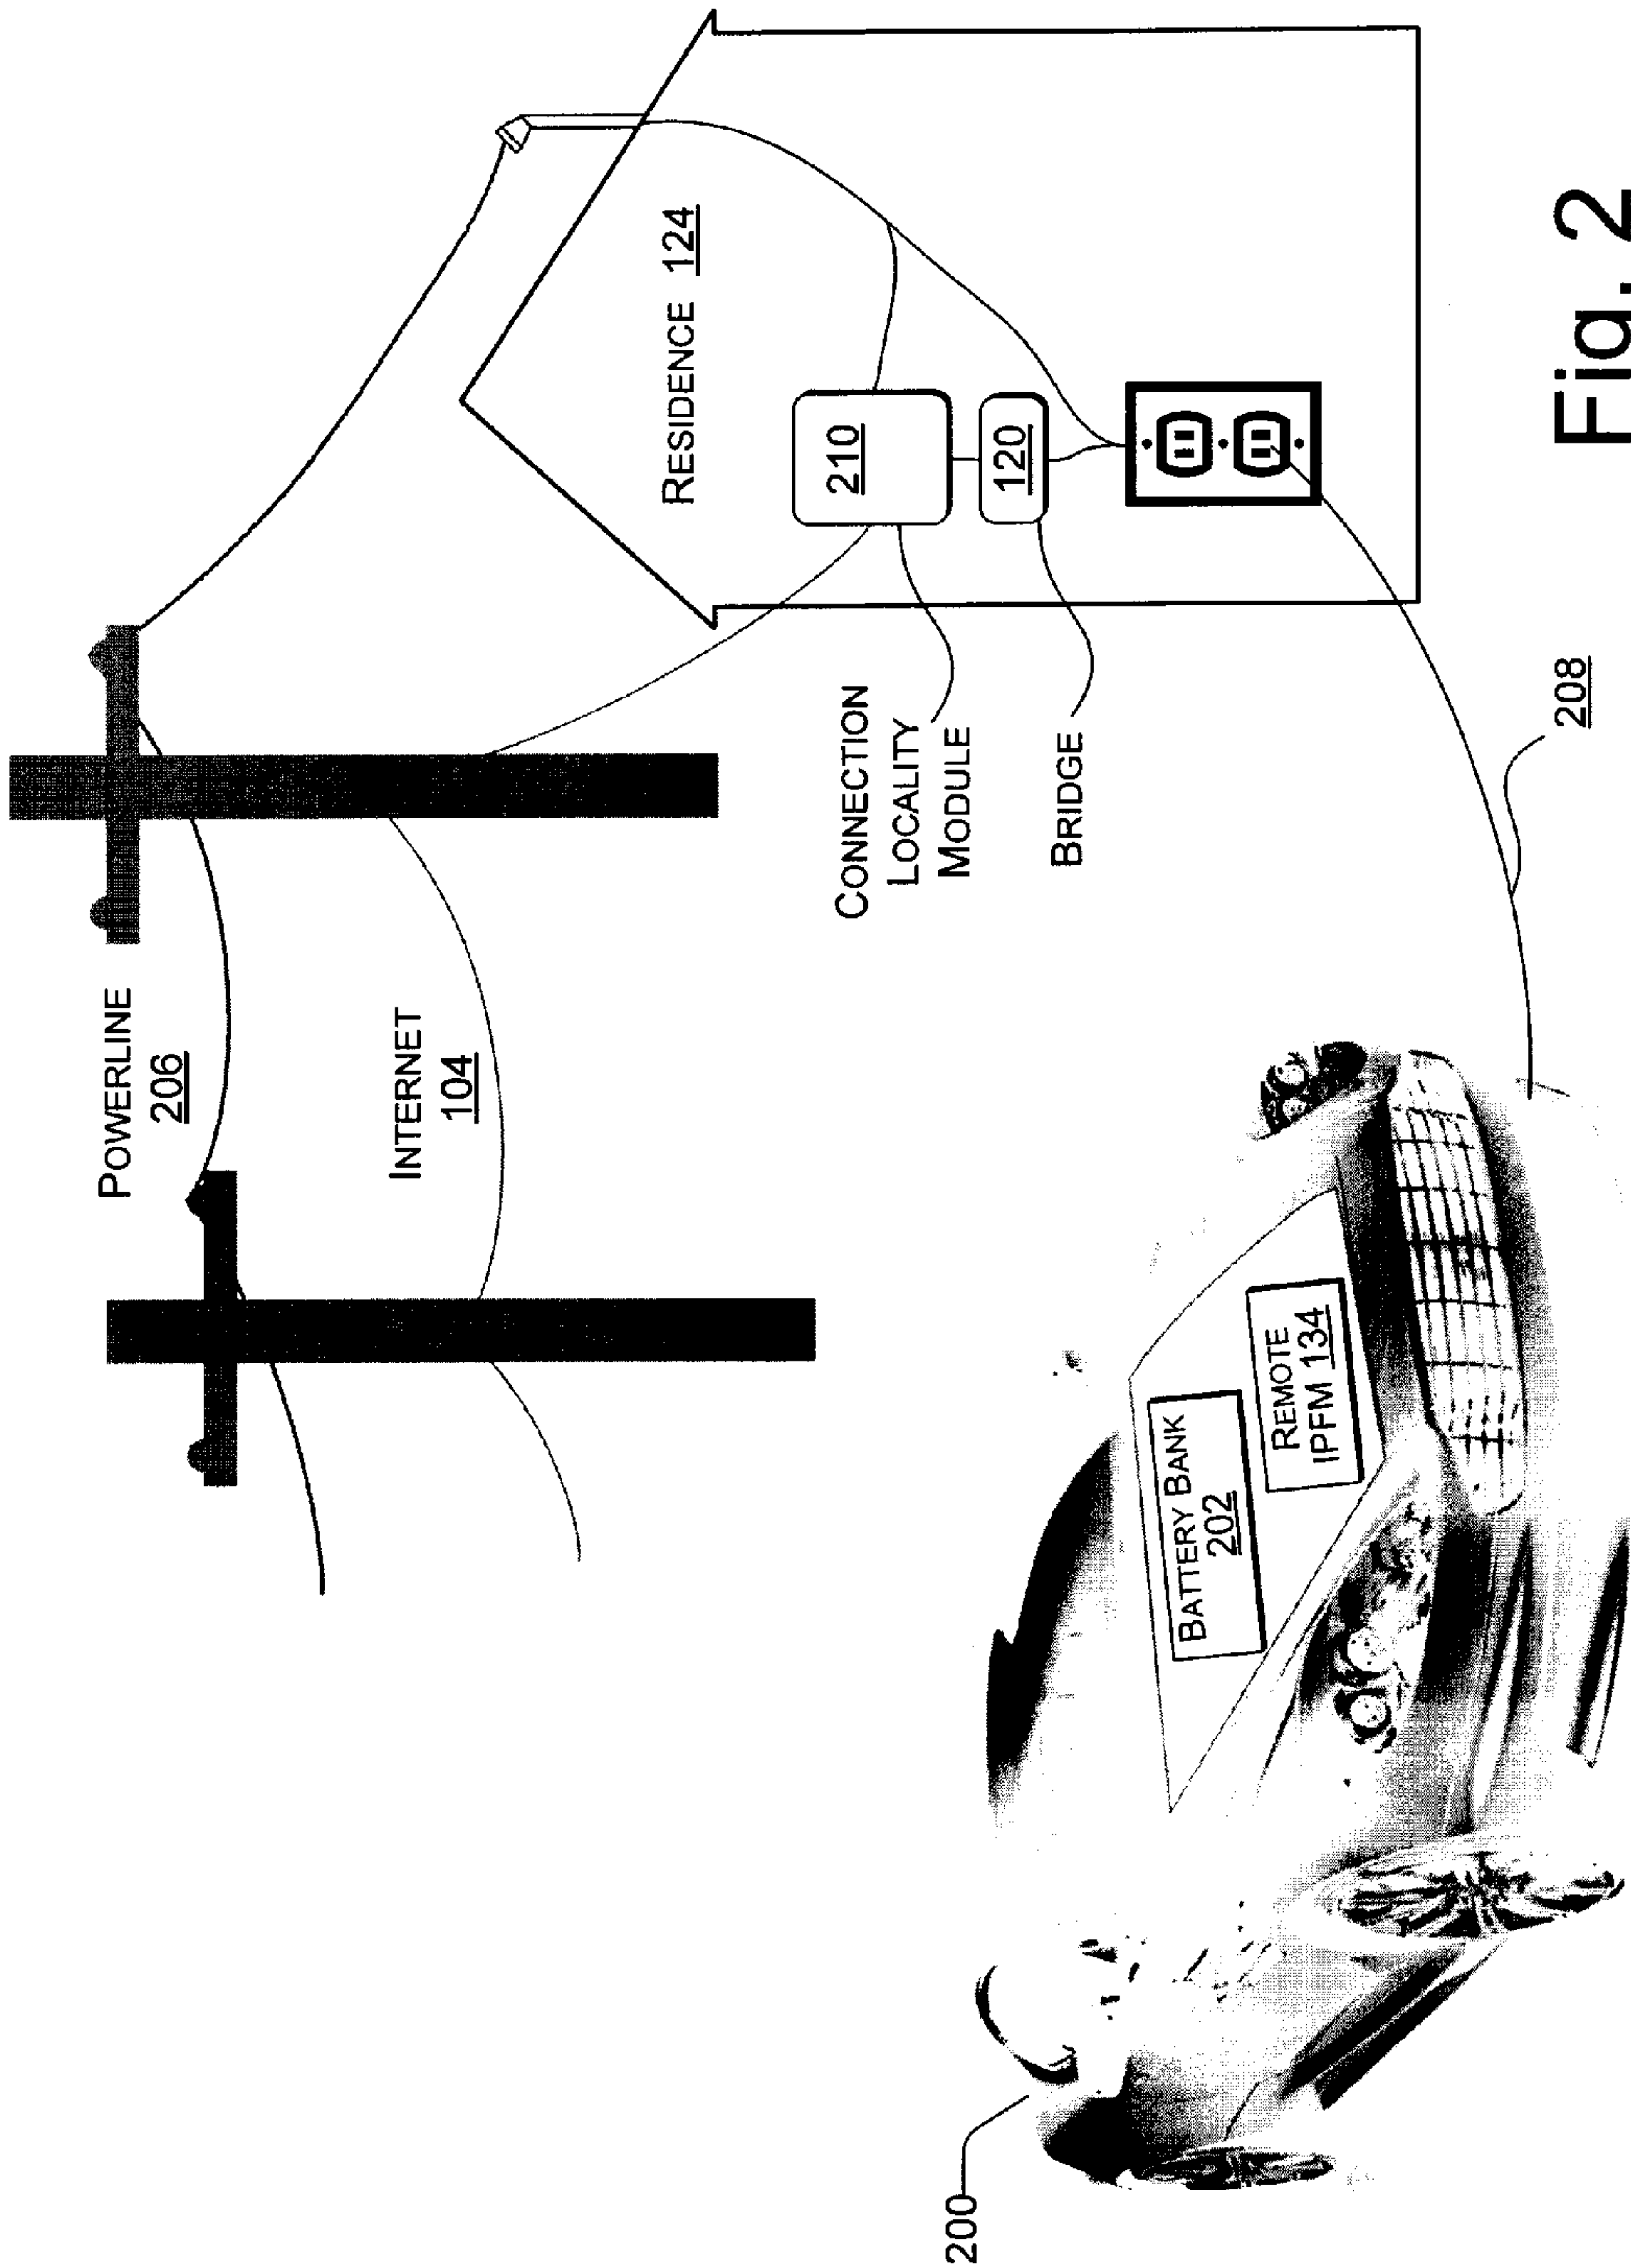 POWERLINE
206
INTERNET
104
RESIDENCE 124
CONNECTION
LOCALITY
MODULE
210
BRIDGE
120
200
BATTERY BANK
202
REMOTE
IPFM 134
208
Fig. 2